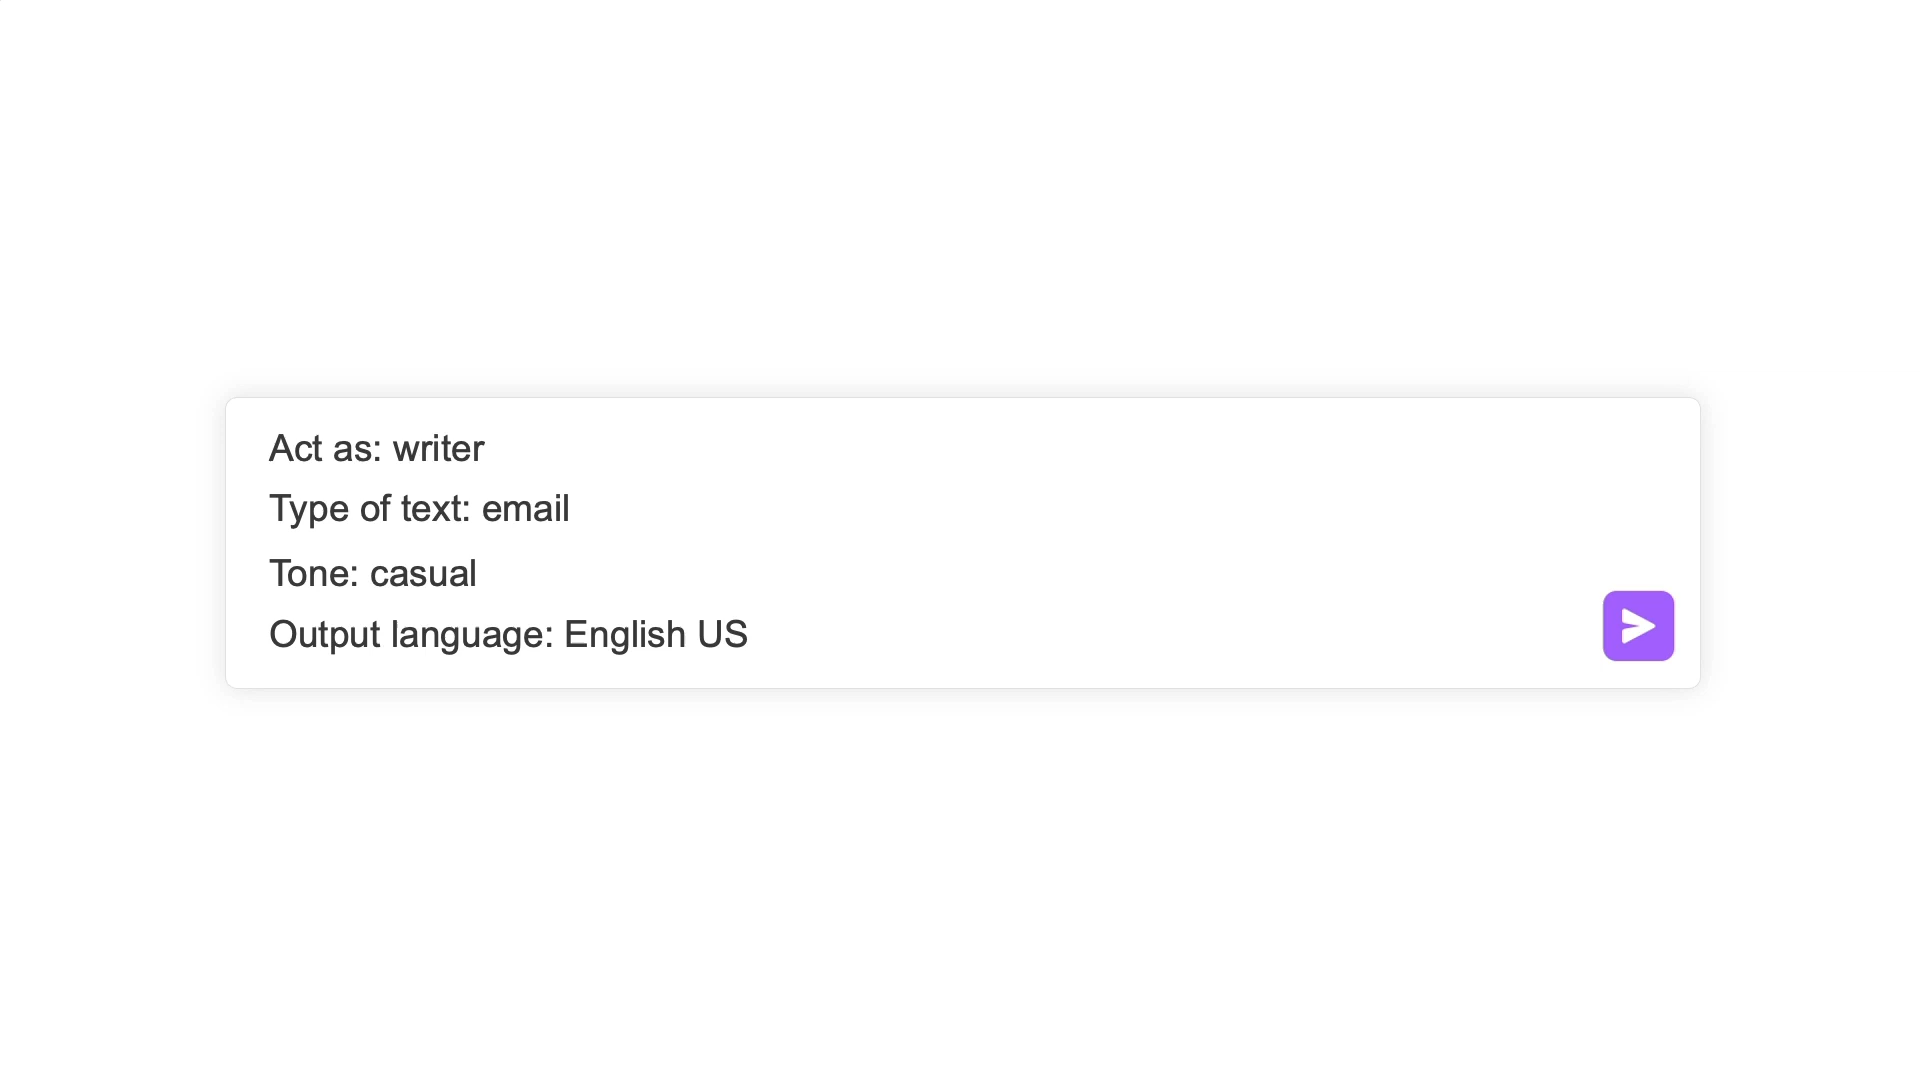 Act as: writer
Type of text: email
Tone: casual
Output language: English US